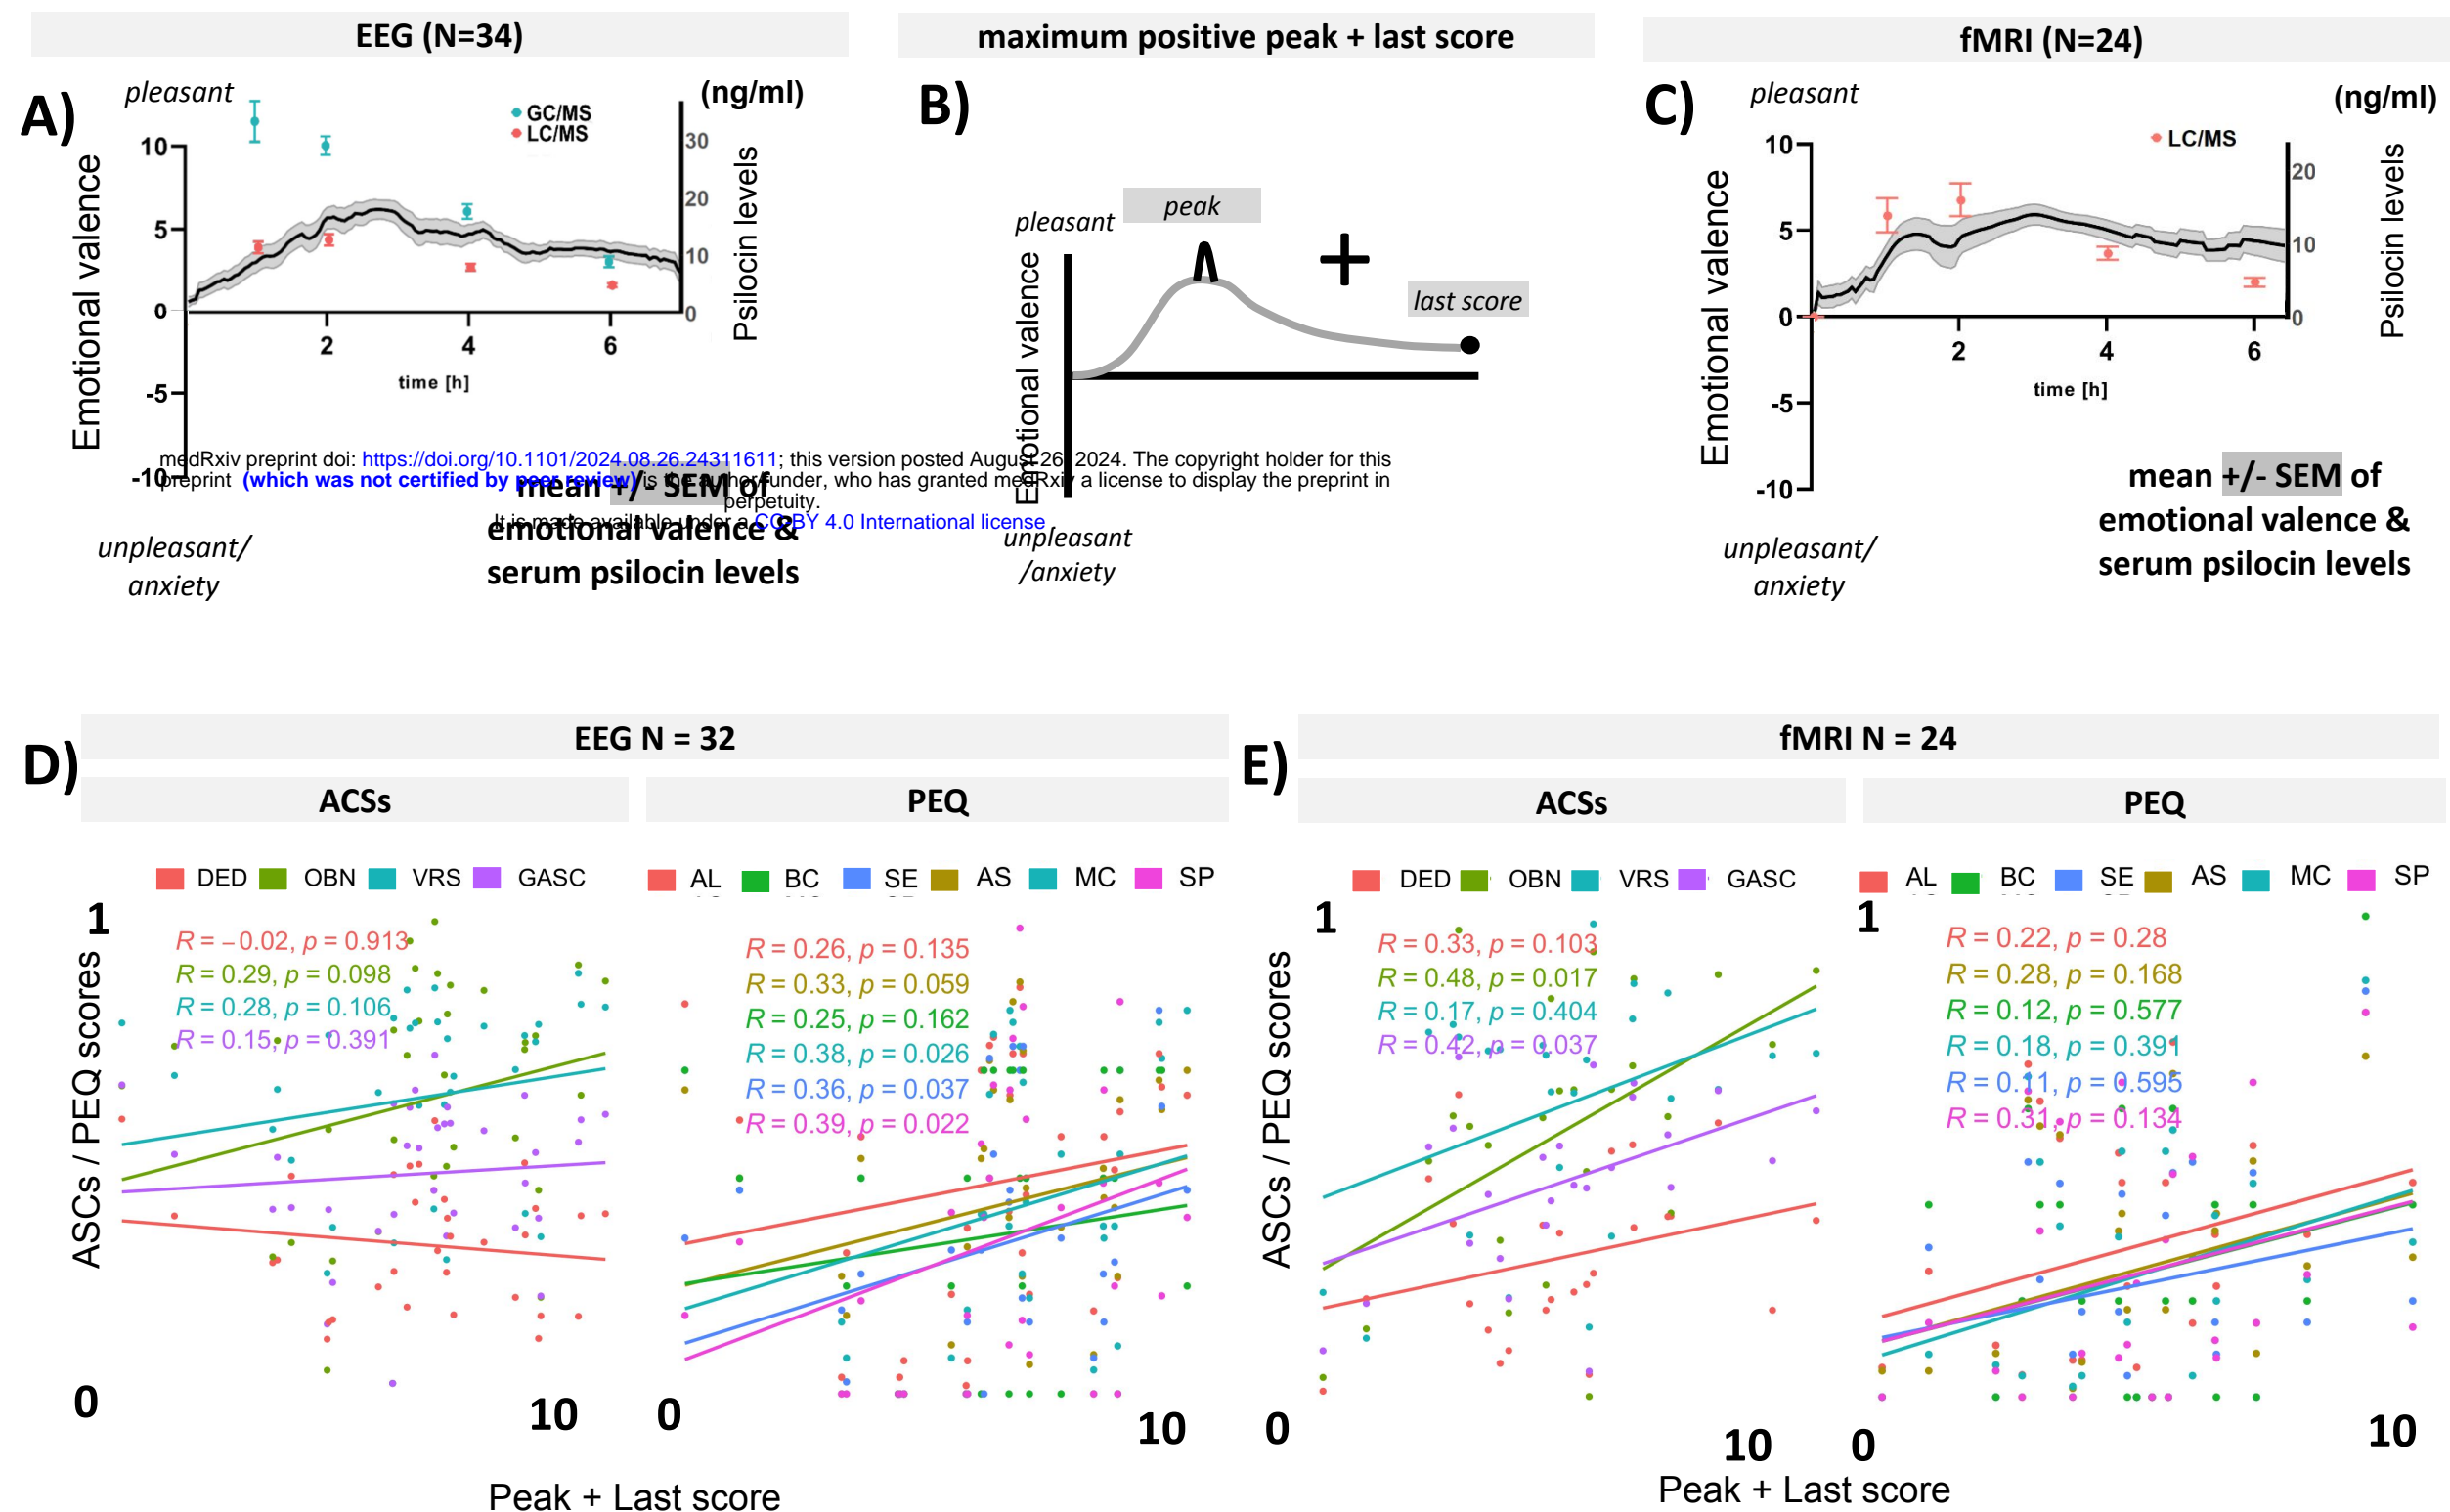 EEG (N=34)
maximum positive peak + last score
fMRI (N=24)
A)
pleasant
(ng/ml)
GC/MS
LC/MS
10
5
0
-5
-10
30
20
10
0
2
4
6
time [h]
Emotional valence
Psilocin levels
unpleasant/
anxiety
mean +/- SEM of
emotional valence &
serum psilocin levels
B)
pleasant
peak
+
last score
Emotional valence
unpleasant
/anxiety
medRxiv preprint doi: https://doi.org/10.1101/2024.08.26.24311611; this version posted August 26, 2024. The copyright holder for this
preprint (which was not certified by peer review) is the author/funder, who has granted medRxiv a license to display the preprint in
perpetuity.
It is made available under a CC-BY 4.0 International license
C)
pleasant
(ng/ml)
LC/MS
10
5
0
-5
-10
20
10
0
2
4
6
time [h]
Emotional valence
Psilocin levels
unpleasant/
anxiety
mean +/- SEM of
emotional valence &
serum psilocin levels
D)
EEG N = 32
ACSs
PEQ
DED OBN VRS GASC
AL BC SE AS MC SP
1
R = −0.02, p = 0.913
R = 0.29, p = 0.098
R = 0.28, p = 0.106
R = 0.15, p = 0.391
R = 0.26, p = 0.135
R = 0.33, p = 0.059
R = 0.25, p = 0.162
R = 0.38, p = 0.026
R = 0.36, p = 0.037
R = 0.39, p = 0.022
ASCs / PEQ scores
0
10
0
10
Peak + Last score
E)
fMRI N = 24
ACSs
PEQ
DED OBN VRS GASC
AL BC SE AS MC SP
1
1
R = 0.33, p = 0.103
R = 0.48, p = 0.017
R = 0.17, p = 0.404
R = 0.42, p = 0.037
R = 0.22, p = 0.28
R = 0.28, p = 0.168
R = 0.12, p = 0.577
R = 0.18, p = 0.391
R = 0.11, p = 0.595
R = 0.31, p = 0.134
ASCs / PEQ scores
0
10
0
10
Peak + Last score